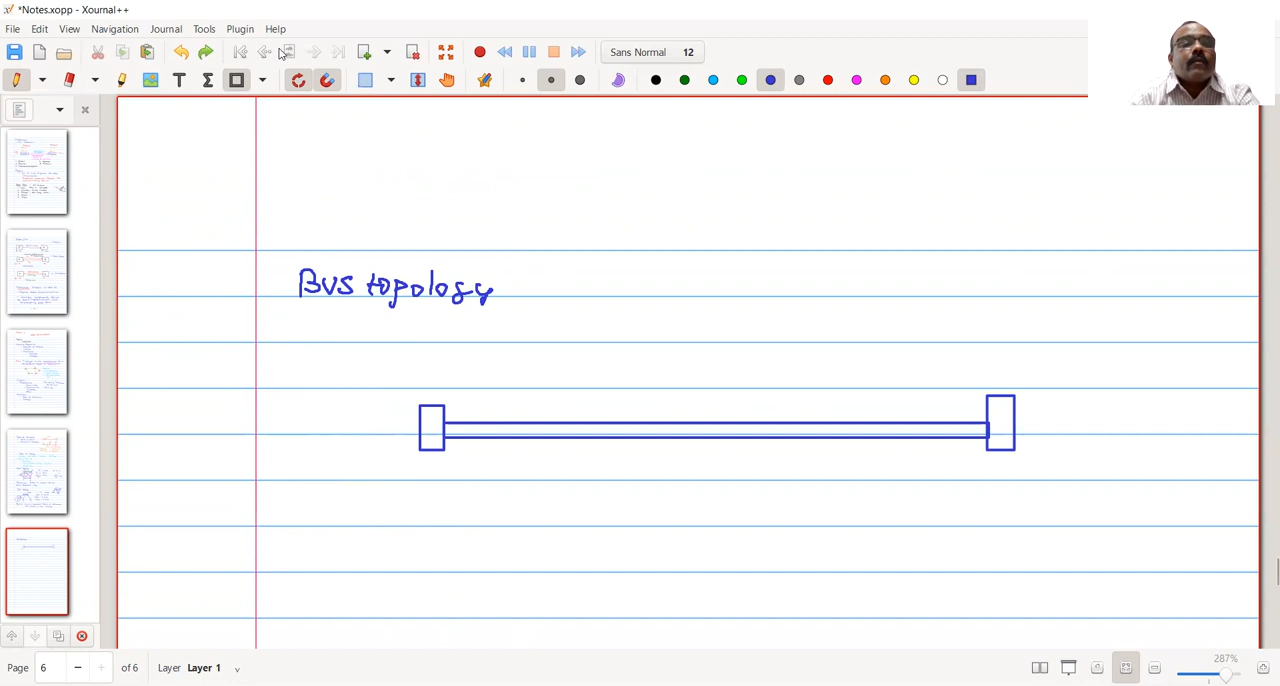 *Notes.xopp - Xournal++
File Edit View Navigation Journal Tools Plugin Help
Sans Normal 12
Bus topology
Page 6 of 6 Layer Layer 1
287%